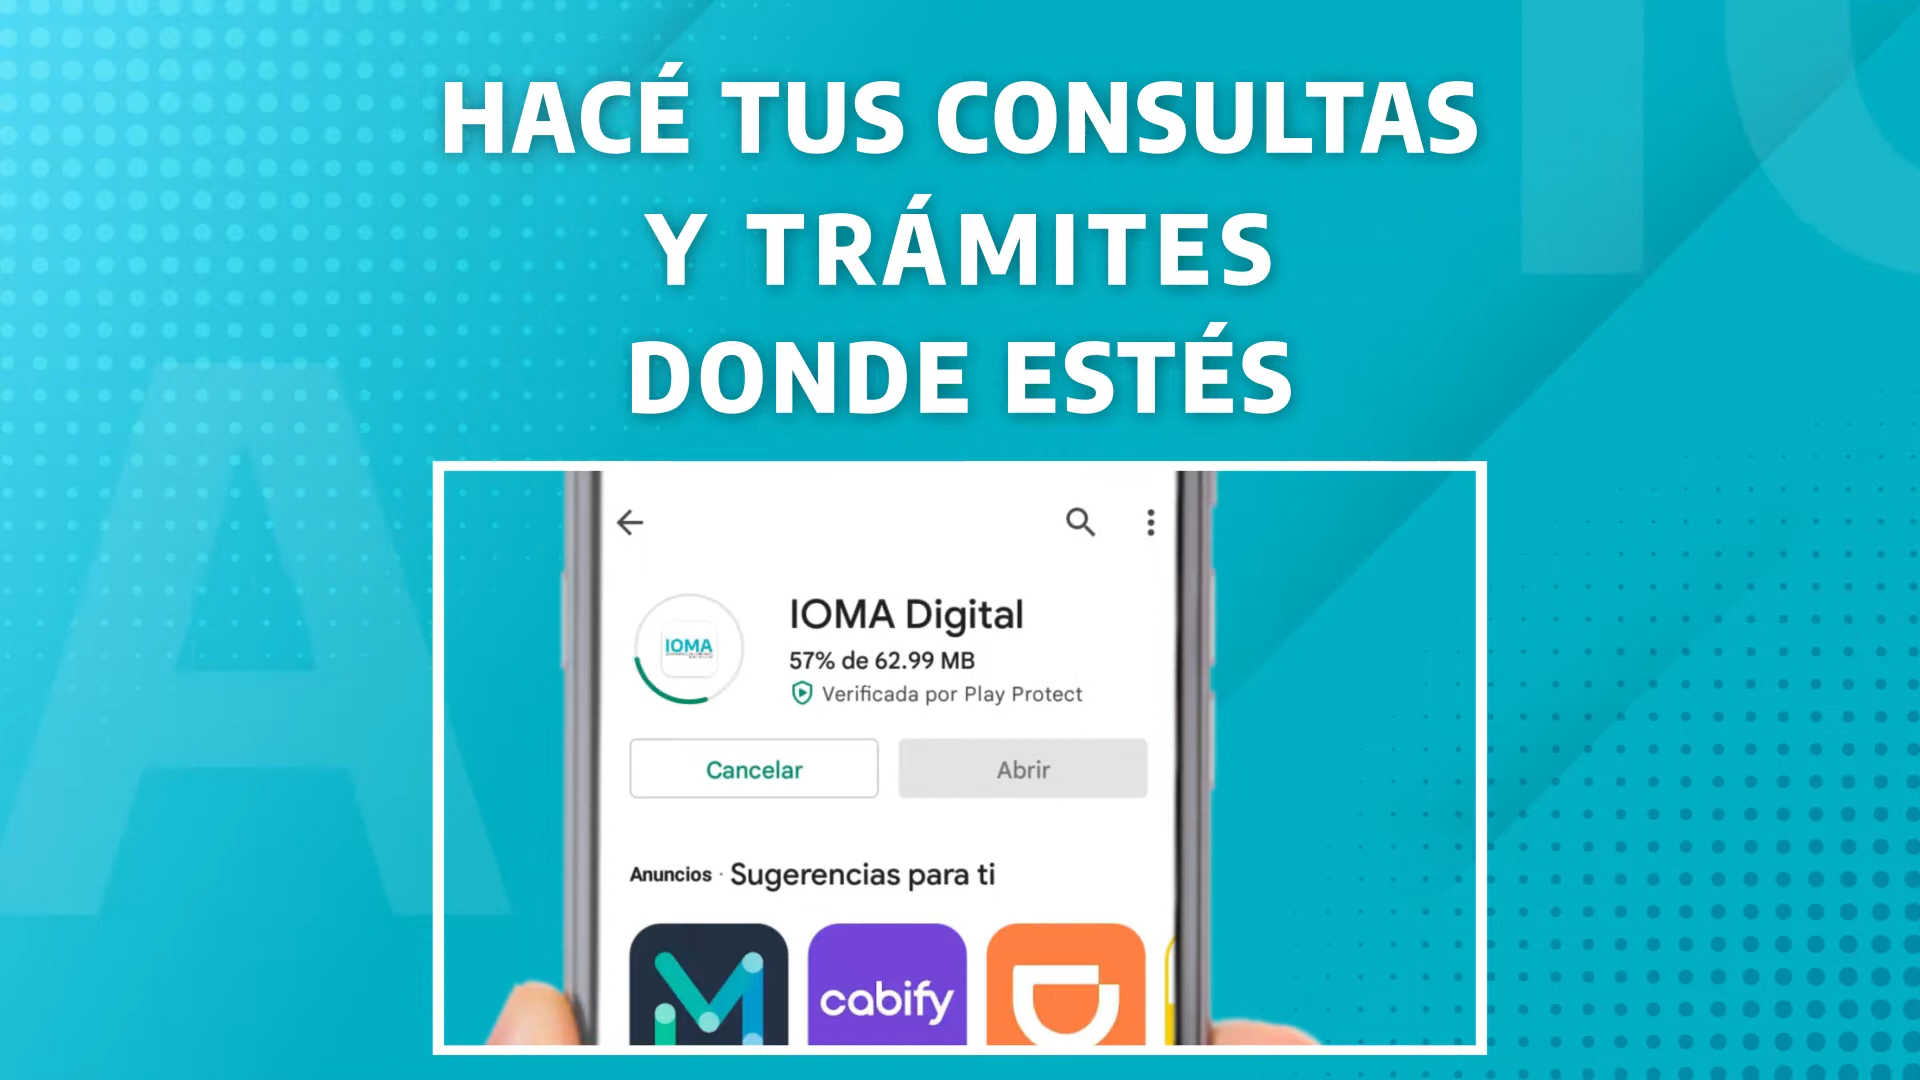 HACÉ TUS CONSULTAS
Y TRÁMITES
DONDE ESTÉS
IOMA Digital
IOMA
57% de 62.99 MB
Verificada por Play Protect
Cancelar
Abrir
Anuncios · Sugerencias para ti
cabify